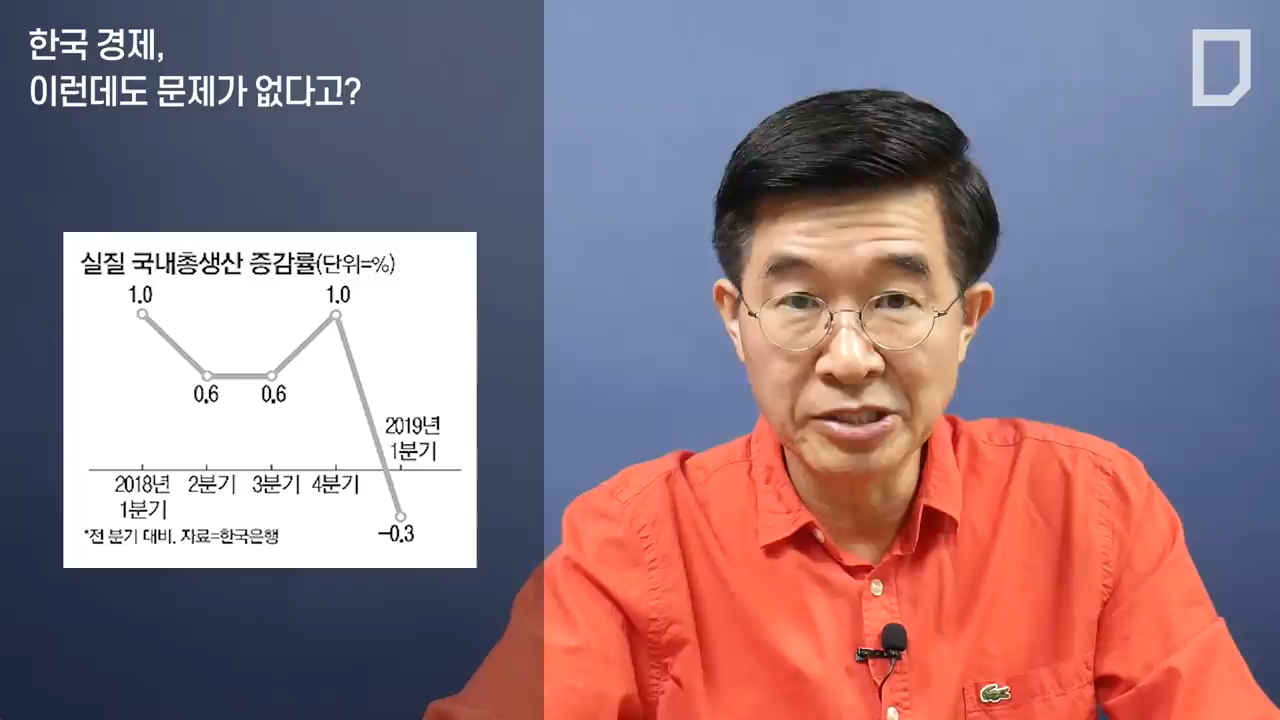 한국 경제,
이런데도 문제가 없다고?
실질 국내총생산 증감률(단위=%)
1.0
1.0
0.6
0.6
2019년
1분기
2018년
1분기
2분기
3분기
4분기
-0.3
*전 분기 대비. 자료=한국은행